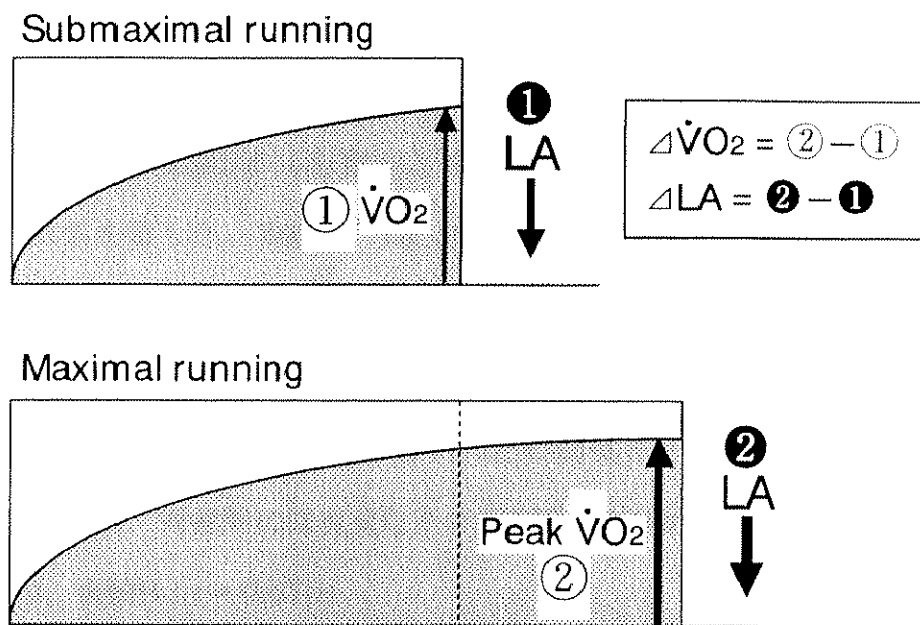 Submaximal running
❶
LA
① V̇O₂
⊿V̇O₂ = ② − ①
⊿LA = ❷ − ❶
Maximal running
❷
LA
Peak V̇O₂
②